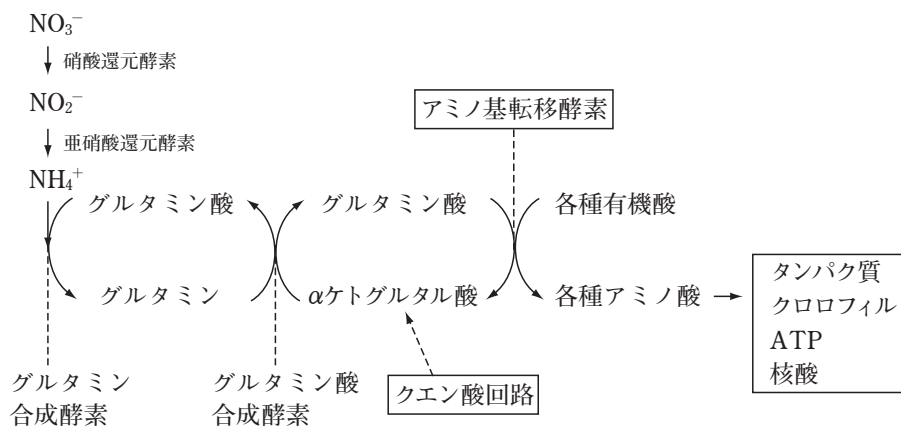 NO₃⁻
硝酸還元酵素
NO₂⁻
亜硝酸還元酵素
NH₄⁺
アミノ基転移酵素
グルタミン酸
グルタミン酸
各種有機酸
グルタミン
αケトグルタル酸
各種アミノ酸
タンパク質
クロロフィル
ATP
核酸
グルタミン
合成酵素
グルタミン酸
合成酵素
クエン酸回路